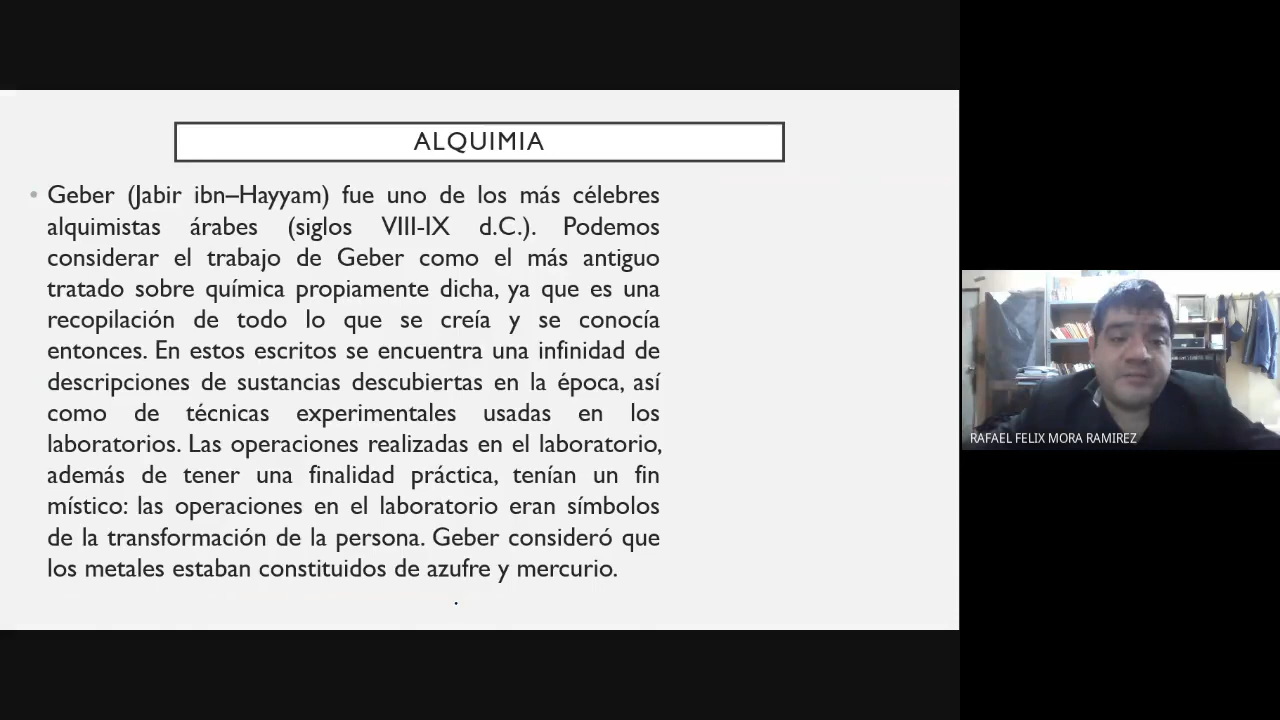 ALQUIMIA
• Geber (Jabir ibn–Hayyam) fue uno de los más célebres
alquimistas árabes (siglos VIII-IX d.C.). Podemos
considerar el trabajo de Geber como el más antiguo
tratado sobre química propiamente dicha, ya que es una
recopilación de todo lo que se creía y se conocía
entonces. En estos escritos se encuentra una infinidad de
descripciones de sustancias descubiertas en la época, así
como de técnicas experimentales usadas en los
laboratorios. Las operaciones realizadas en el laboratorio,
además de tener una finalidad práctica, tenían un fin
místico: las operaciones en el laboratorio eran símbolos
de la transformación de la persona. Geber consideró que
los metales estaban constituidos de azufre y mercurio.
RAFAEL FELIX MORA RAMIREZ